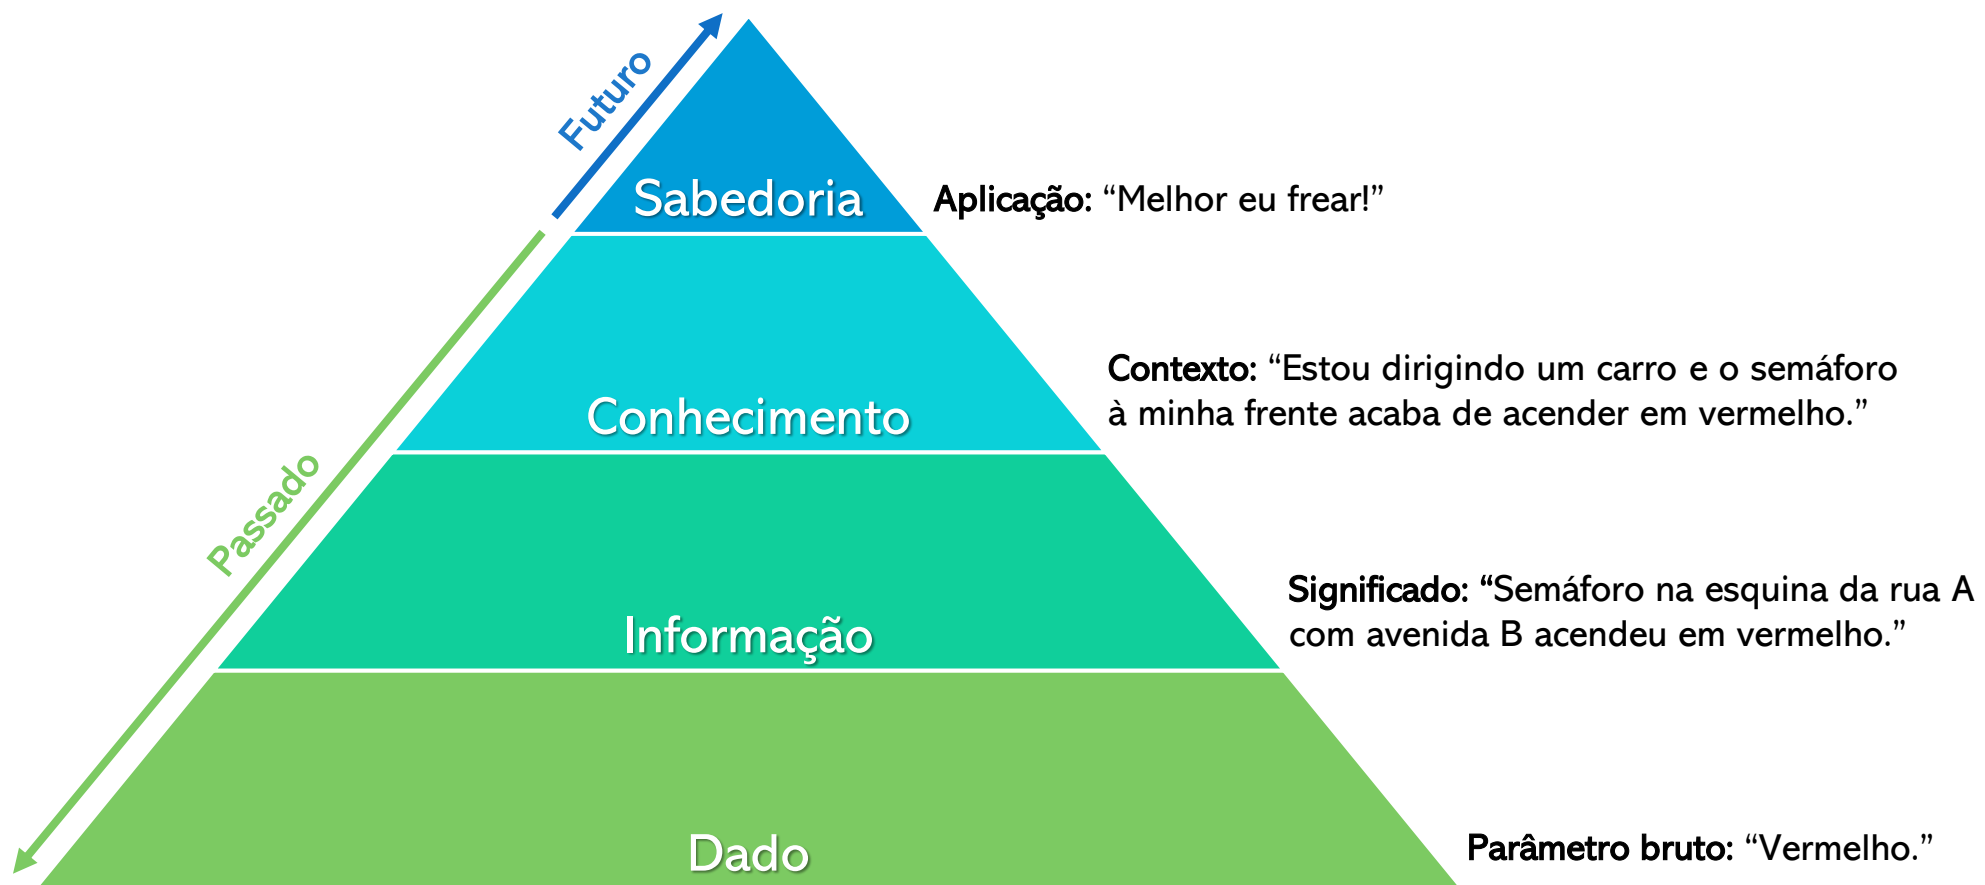 Futuro
Sabedoria
Aplicação: “Melhor eu frear!”
Contexto: “Estou dirigindo um carro e o semáforo
à minha frente acaba de acender em vermelho.”
Conhecimento
Passado
Significado: “Semáforo na esquina da rua A
com avenida B acendeu em vermelho.”
Informação
Dado
Parâmetro bruto: “Vermelho.”